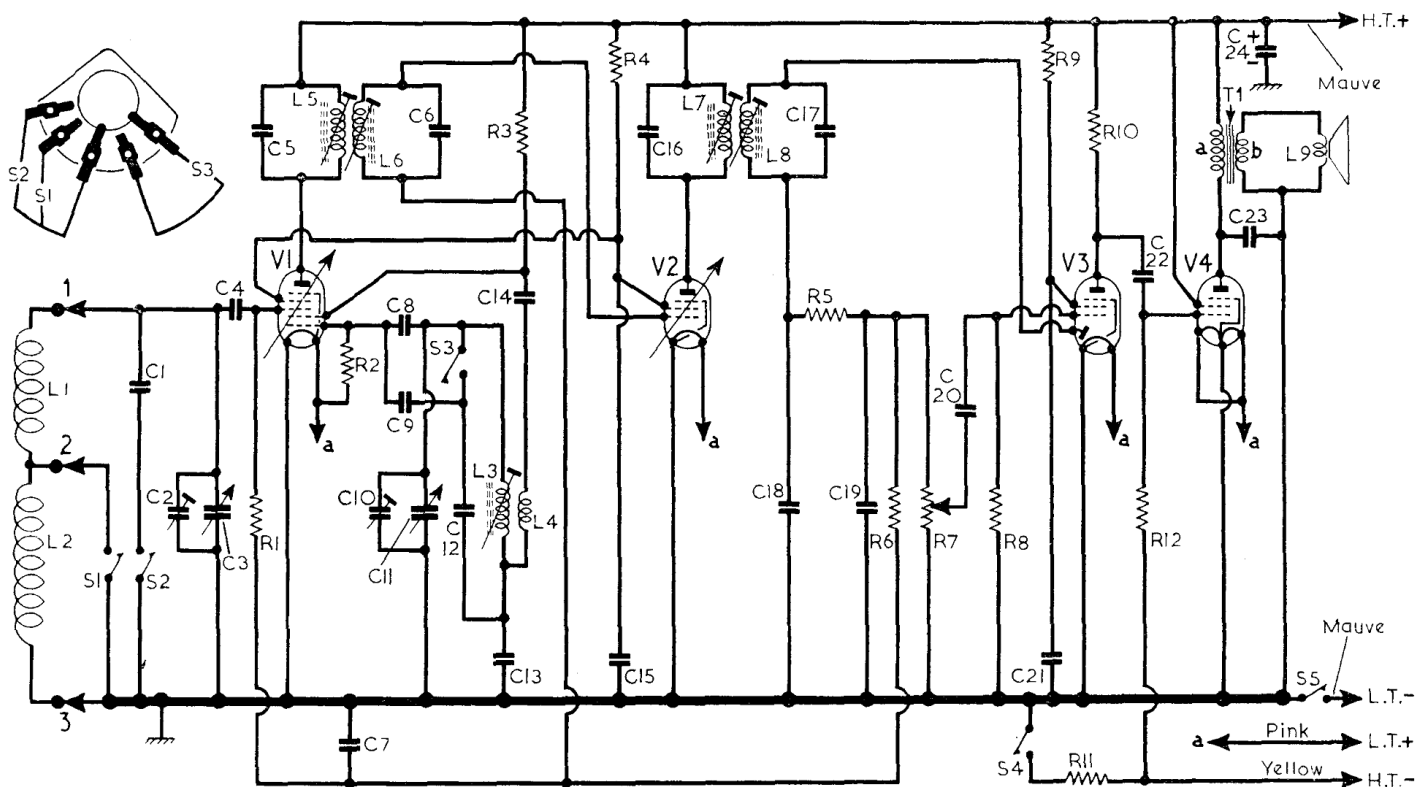 H.T.+
Mauve
C 24 + -
R4
R9
L5
C5
C6
L6
R3
L7
C16
C17
L8
R10
T1
a
b
L9
S2
S1
S3
V1
V2
V3
C 22
V4
C23
1
C4
C14
R5
C8
S3
R2
C9
C 20
L1
C1
a
a
a
a
2
L3
C2
C10
C 12
L4
C18
C19
R6
R7
R8
R12
L2
C3
R1
C11
S1
S2
C13
C15
C21
Mauve
S5
L.T.-
3
C7
a
Pink
L.T.+
S4
R11
Yellow
H.T.-